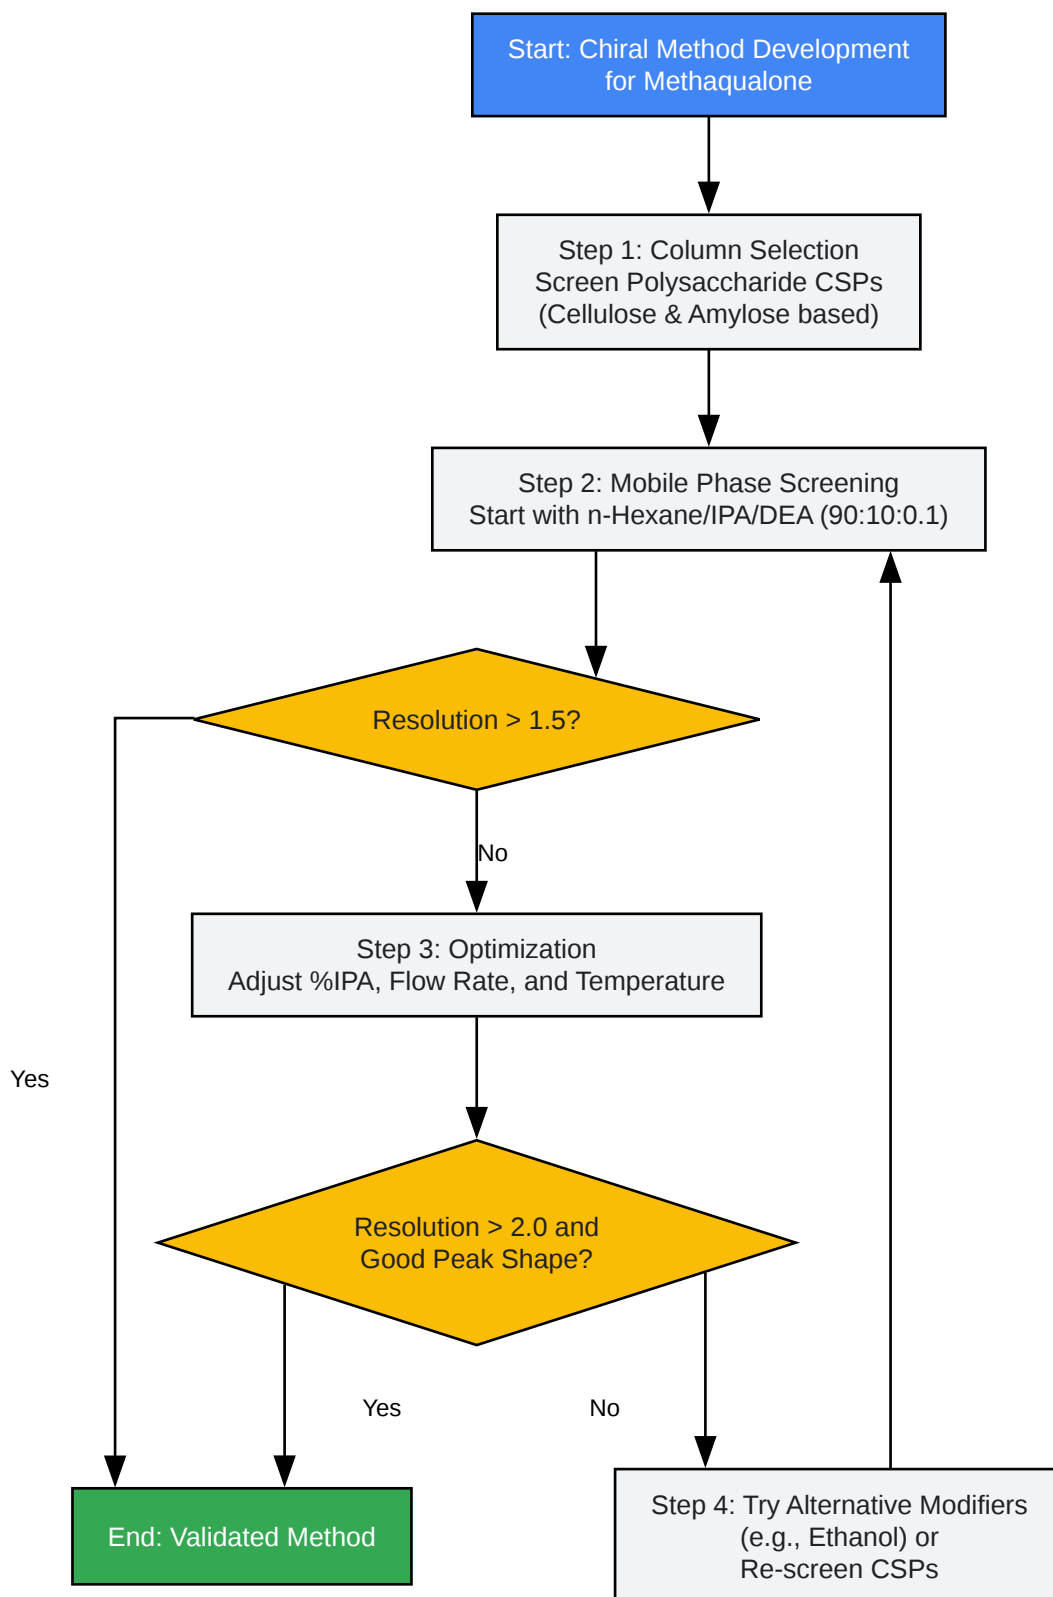 Start: Chiral Method Development
for Methaqualone
Step 1: Column Selection
Screen Polysaccharide CSPs
(Cellulose & Amylose based)
Step 2: Mobile Phase Screening
Start with n-Hexane/IPA/DEA (90:10:0.1)
Resolution > 1.5?
No
Step 3: Optimization
Adjust %IPA, Flow Rate, and Temperature
Yes
Resolution > 2.0 and
Good Peak Shape?
Yes
No
End: Validated Method
Step 4: Try Alternative Modifiers
(e.g., Ethanol) or
Re-screen CSPs